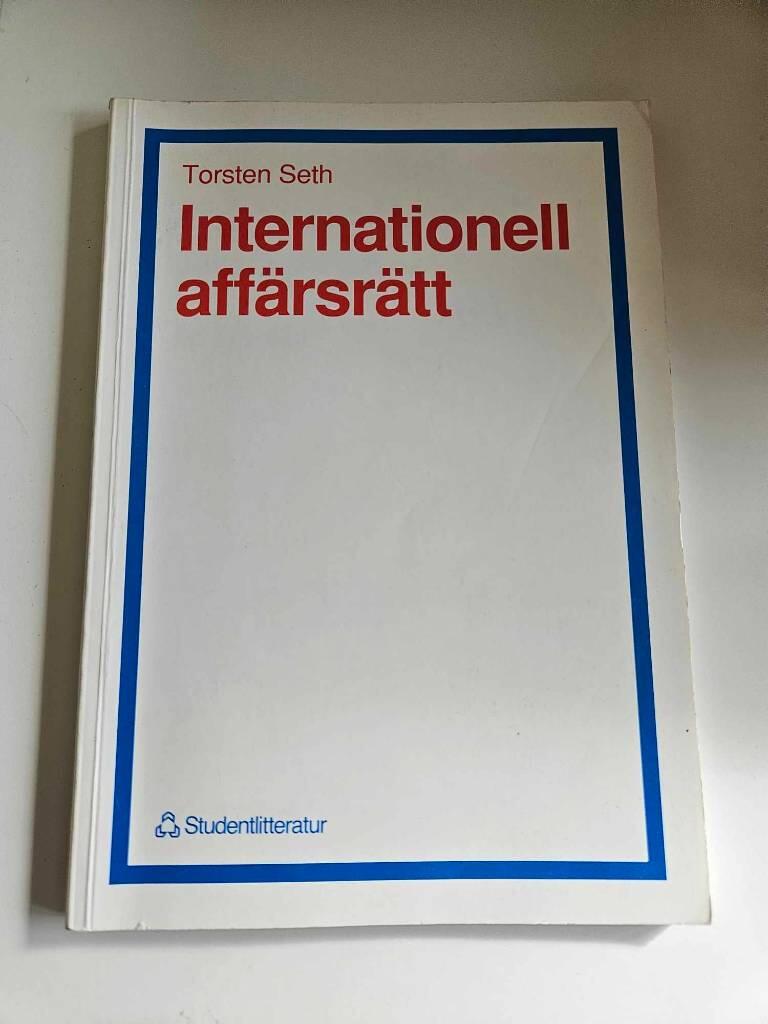 Torsten Seth
Internationell
affärsrätt
Studentlitteratur